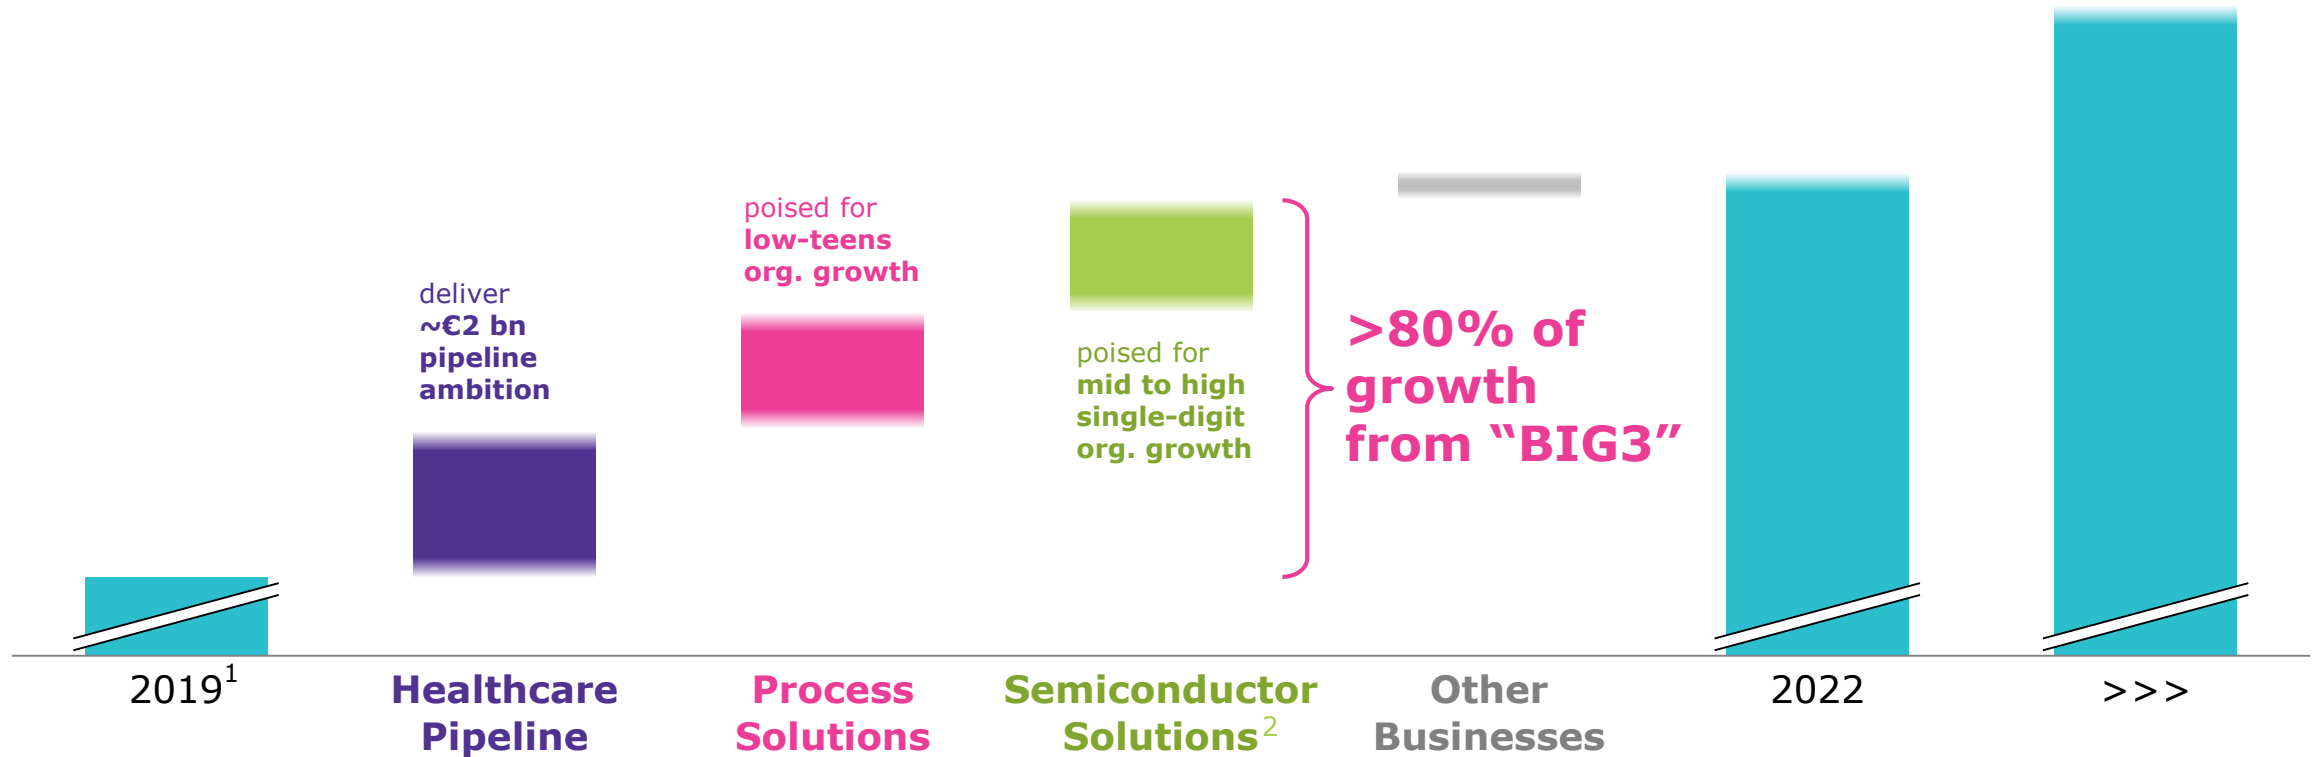 deliver
~€2 bn
pipeline
ambition
poised for
low-teens
org. growth
poised for
mid to high
single-digit
org. growth
>80% of
growth
from “BIG3”
2019¹
Healthcare
Pipeline
Process
Solutions
Semiconductor
Solutions²
Other
Businesses
2022
>>>